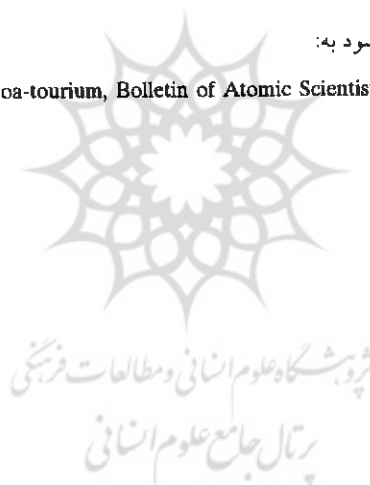 سود به:
oa-tourium, Bolletin of Atomic Scientis
پژوهشگاه علوم انسانی و مطالعات فرهنگی
پرتال جامع علوم انسانی